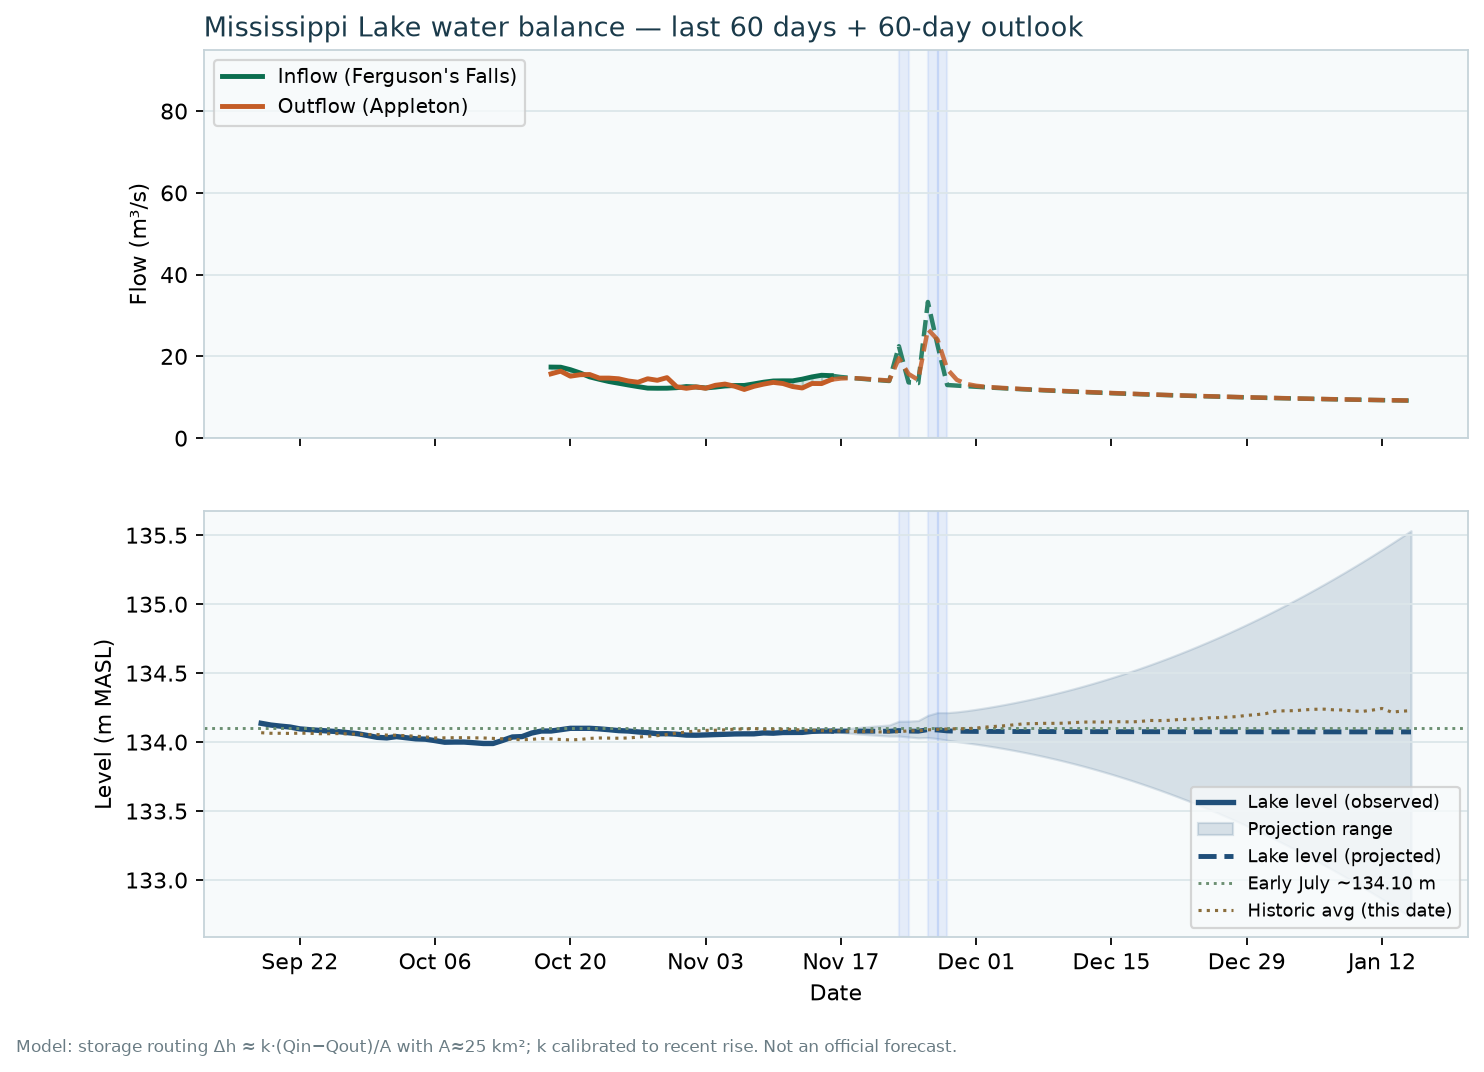 Mississippi Lake water balance — last 60 days + 60-day outlook
Inflow (Ferguson's Falls)
Outflow (Appleton)
Flow (m³/s)
80
60
40
20
0
Level (m MASL)
135.5
135.0
134.5
134.0
133.5
133.0
Lake level (observed)
Projection range
Lake level (projected)
Early July ~134.10 m
Historic avg (this date)
Sep 22 Oct 06 Oct 20 Nov 03 Nov 17 Dec 01 Dec 15 Dec 29 Jan 12
Date
Model: storage routing Δh ≈ k·(Qin−Qout)/A with A≈25 km²; k calibrated to recent rise. Not an official forecast.